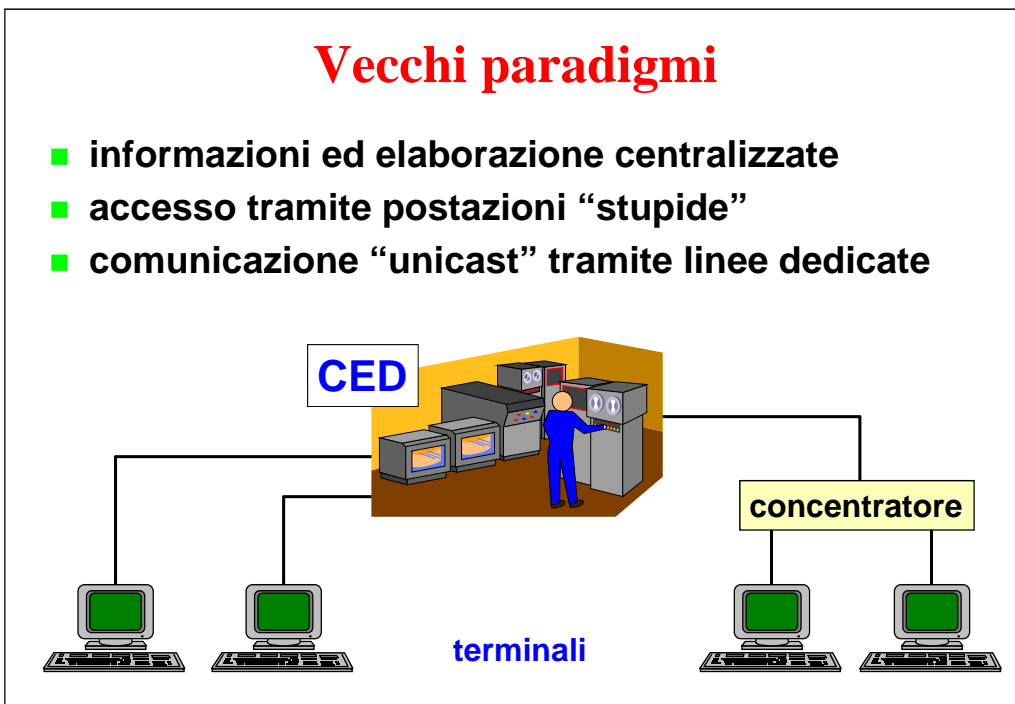 Vecchi paradigmi
informazioni ed elaborazione centralizzate
accesso tramite postazioni “stupide”
comunicazione “unicast” tramite linee dedicate
CED
concentratore
terminali